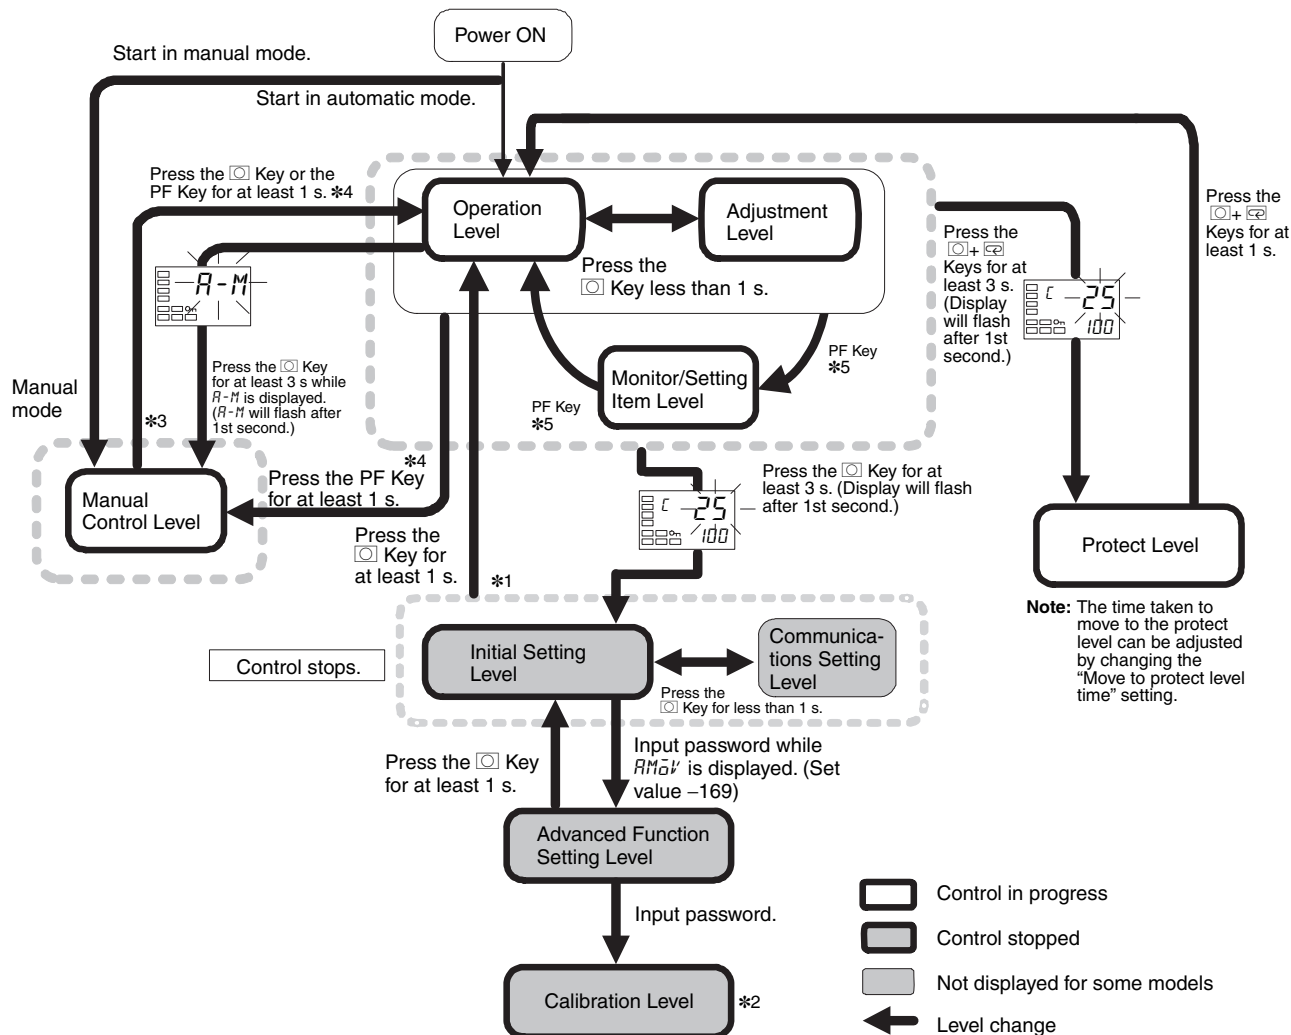 Power ON
Start in manual mode.
Start in automatic mode.
Press the Key or the
PF Key for at least 1 s. ✱4
Operation
Level
Adjustment
Level
Press the
Key less than 1 s.
Press the
+
Keys for at
least 3 s.
(Display
will flash
after 1st
second.)
Press the
+
Keys for at
least 1 s.
A-M
C 25
100
Press the Key
for at least 3 s while
A-M is displayed.
(A-M will flash after
1st second.)
Manual
mode
✱3
PF Key
✱5
Monitor/Setting
Item Level
PF Key
✱5
Manual
Control Level
✱4
Press the PF Key
for at least 1 s.
Press the Key for at
least 3 s. (Display will flash
after 1st second.)
C 25
100
Press the
Key for
at least 1 s.
✱1
Protect Level
Note: The time taken to
move to the protect
level can be adjusted
by changing the
“Move to protect level
time” setting.
Control stops.
Initial Setting
Level
Communica-
tions Setting
Level
Press the
Key for less than 1 s.
Press the Key
for at least 1 s.
Input password while
AMoV is displayed. (Set
value −169)
Advanced Function
Setting Level
Input password.
Calibration Level
✱2
Control in progress
Control stopped
Not displayed for some models
Level change